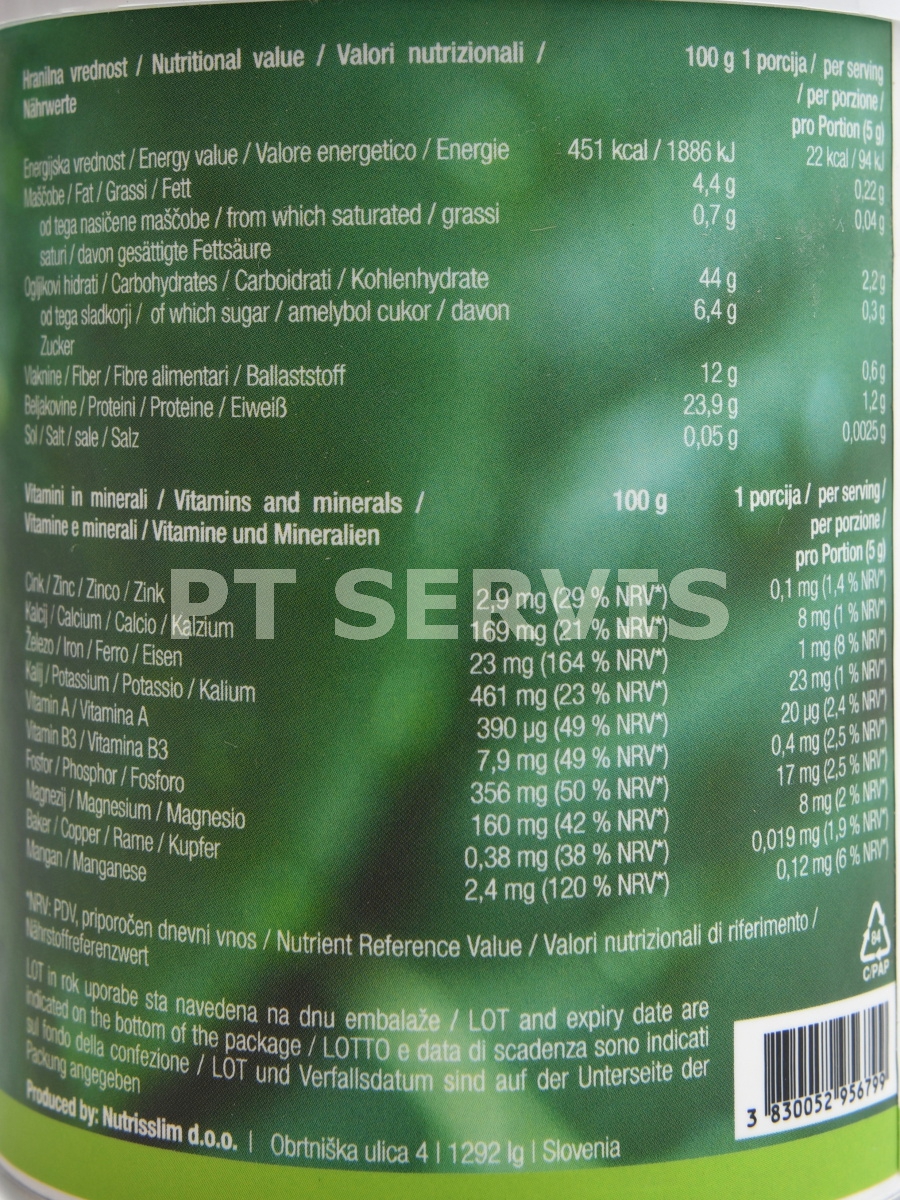 Hranilna vrednost / Nutritional value / Valori nutrizionali / 100 g 1 porcija / per serving
Nährwerte / per porzione /
pro Portion (5 g)
Energijska vrednost / Energy value / Valore energetico / Energie 451 kcal / 1886 kJ 22 kcal / 94 kJ
Maščobe / Fat / Grassi / Fett 4,4 g 0,22 g
od tega nasičene maščobe / from which saturated / grassi 0,7 g 0,04 g
saturi / davon gesättigte Fettsäure
Ogljikovi hidrati / Carbohydrates / Carboidrati / Kohlenhydrate 44 g 2,2 g
od tega sladkorji / of which sugar / amelybol cukor / davon 6,4 g 0,3 g
Zucker
Vlaknine / Fiber / Fibre alimentari / Ballaststoff 12 g 0,6 g
Beljakovine / Proteini / Proteine / Eiweiß 23,9 g 1,2 g
Sol / Salt / sale / Salz 0,05 g 0,0025 g
Vitamini in minerali / Vitamins and minerals / 100 g 1 porcija / per serving /
Vitamine e minerali / Vitamine und Mineralien per porzione /
pro Portion (5 g)
Cink / Zinc / Zinco / Zink 2,9 mg (29 % NRV*) 0,1 mg (1,4 % NRV*)
Kalcij / Calcium / Calcio / Kalzium 169 mg (21 % NRV*) 8 mg (1 % NRV*)
Železo / Iron / Ferro / Eisen 23 mg (164 % NRV*) 1 mg (8 % NRV*)
Kalij / Potassium / Potassio / Kalium 461 mg (23 % NRV*) 23 mg (1 % NRV*)
Vitamin A / Vitamina A 390 µg (49 % NRV*) 20 µg (2,4 % NRV*)
Vitamin B3 / Vitamina B3 7,9 mg (49 % NRV*) 0,4 mg (2,5 % NRV*)
Fosfor / Phosphor / Fosforo 356 mg (50 % NRV*) 17 mg (2,5 % NRV*)
Magnezij / Magnesium / Magnesio 160 mg (42 % NRV*) 8 mg (2 % NRV*)
Baker / Copper / Rame / Kupfer 0,38 mg (38 % NRV*) 0,019 mg (1,9 % NRV*)
Mangan / Manganese 2,4 mg (120 % NRV*) 0,12 mg (6 % NRV*)
PT SERVIS
*NRV: PDV, priporočen dnevni vnos / Nutrient Reference Value / Valori nutrizionali di riferimento /
Nährstoffreferenzwert
84
C/PAP
LOT in rok uporabe sta navedena na dnu embalaže / LOT and expiry date are
indicated on the bottom of the package / LOTTO e data di scadenza sono indicati
sul fondo della confezione / LOT und Verfallsdatum sind auf der Unterseite der
Packung angegeben
Produced by: Nutrisslim d.o.o. | Obrtniška ulica 4 | 1292 Ig | Slovenia
3 830052 956799